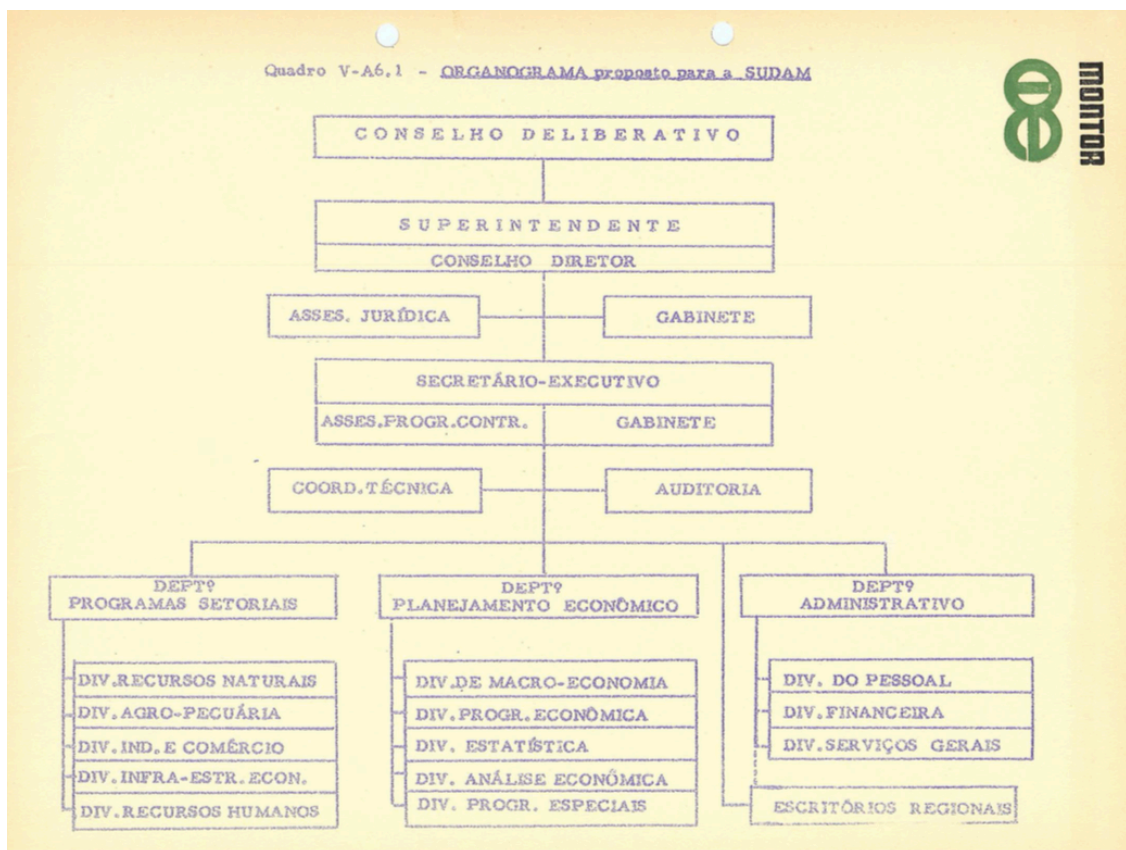 Quadro V-A6.1 - ORGANOGRAMA proposto para a SUDAM
MONTOR
CONSELHO DELIBERATIVO
SUPERINTENDENTE
CONSELHO DIRETOR
ASSES. JURÍDICA
GABINETE
SECRETÁRIO-EXECUTIVO
ASSES.PROGR.CONTR.
GABINETE
COORD.TÉCNICA
AUDITORIA
DEPTº
PROGRAMAS SETORIAIS
DIV.RECURSOS NATURAIS
DIV.AGRO-PECUÁRIA
DIV.IND.E COMÉRCIO
DIV.INFRA-ESTR.ECON.
DIV.RECURSOS HUMANOS
DEPTº
PLANEJAMENTO ECONÔMICO
DIV.DE MACRO-ECONOMIA
DIV.PROGR.ECONÔMICA
DIV. ESTATÍSTICA
DIV. ANÁLISE ECONÔMICA
DIV. PROGR. ESPECIAIS
DEPTº
ADMINISTRATIVO
DIV. DO PESSOAL
DIV.FINANCEIRA
DIV.SERVIÇOS GERAIS
ESCRITÓRIOS REGIONAIS